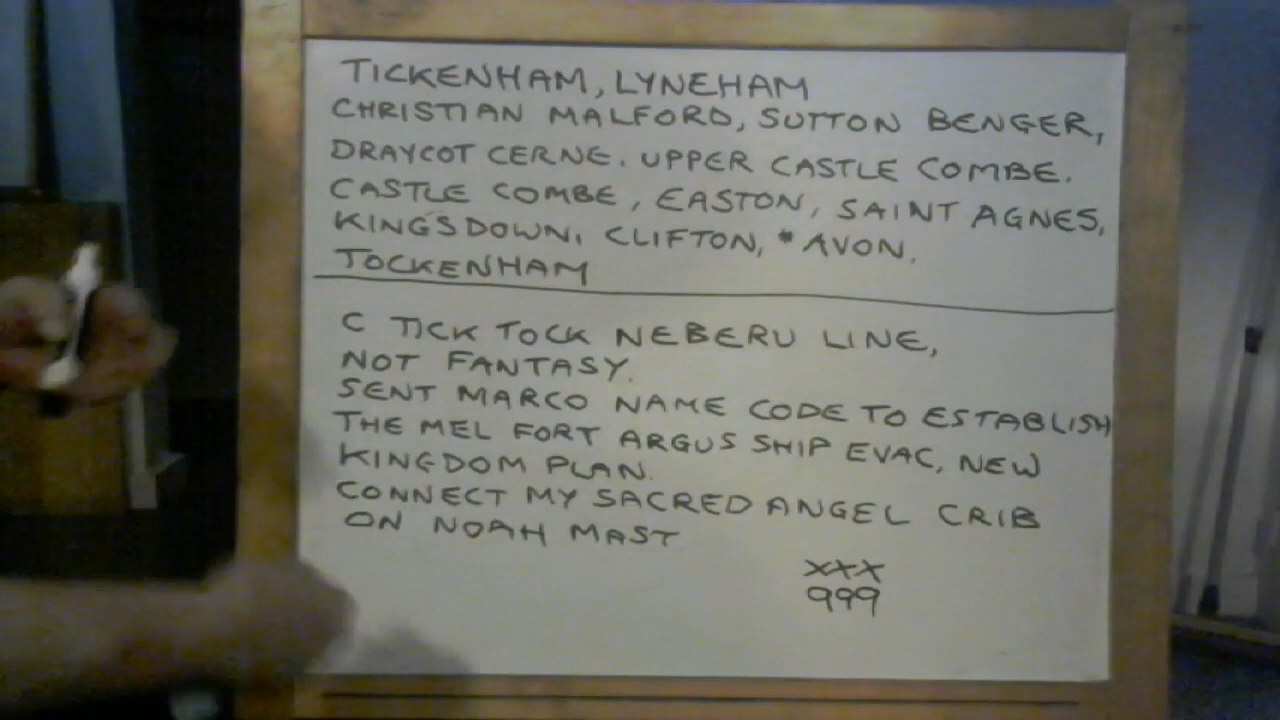 TICKENHAM, LYNEHAM
CHRISTIAN MALFORD, SUTTON BENGER,
DRAYCOT CERNE. UPPER CASTLE COMBE.
CASTLE COMBE, EASTON, SAINT AGNES,
KINGSDOWN, CLIFTON, * AVON.
TOCKENHAM
C TICK TOCK NEBERU LINE,
NOT FANTASY.
SENT MARCO NAME CODE TO ESTABLISH
THE MEL FORT ARGUS SHIP EVAC, NEW
KINGDOM PLAN.
CONNECT MY SACRED ANGEL CRIB
ON NOAH MAST
XXX
999